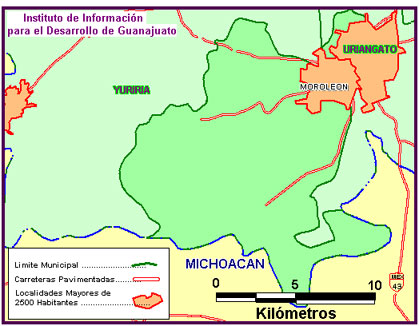 Instituto de Información
para el Desarrollo de Guanajuato
URIANGATO
YURIRIA
MOROLEON
MICHOACAN
Limite Municipal ......................
Carreteras Pavimentadas........
Localidades Mayores de
2500 Habitantes ..................
0 5 10
Kilómetros
43